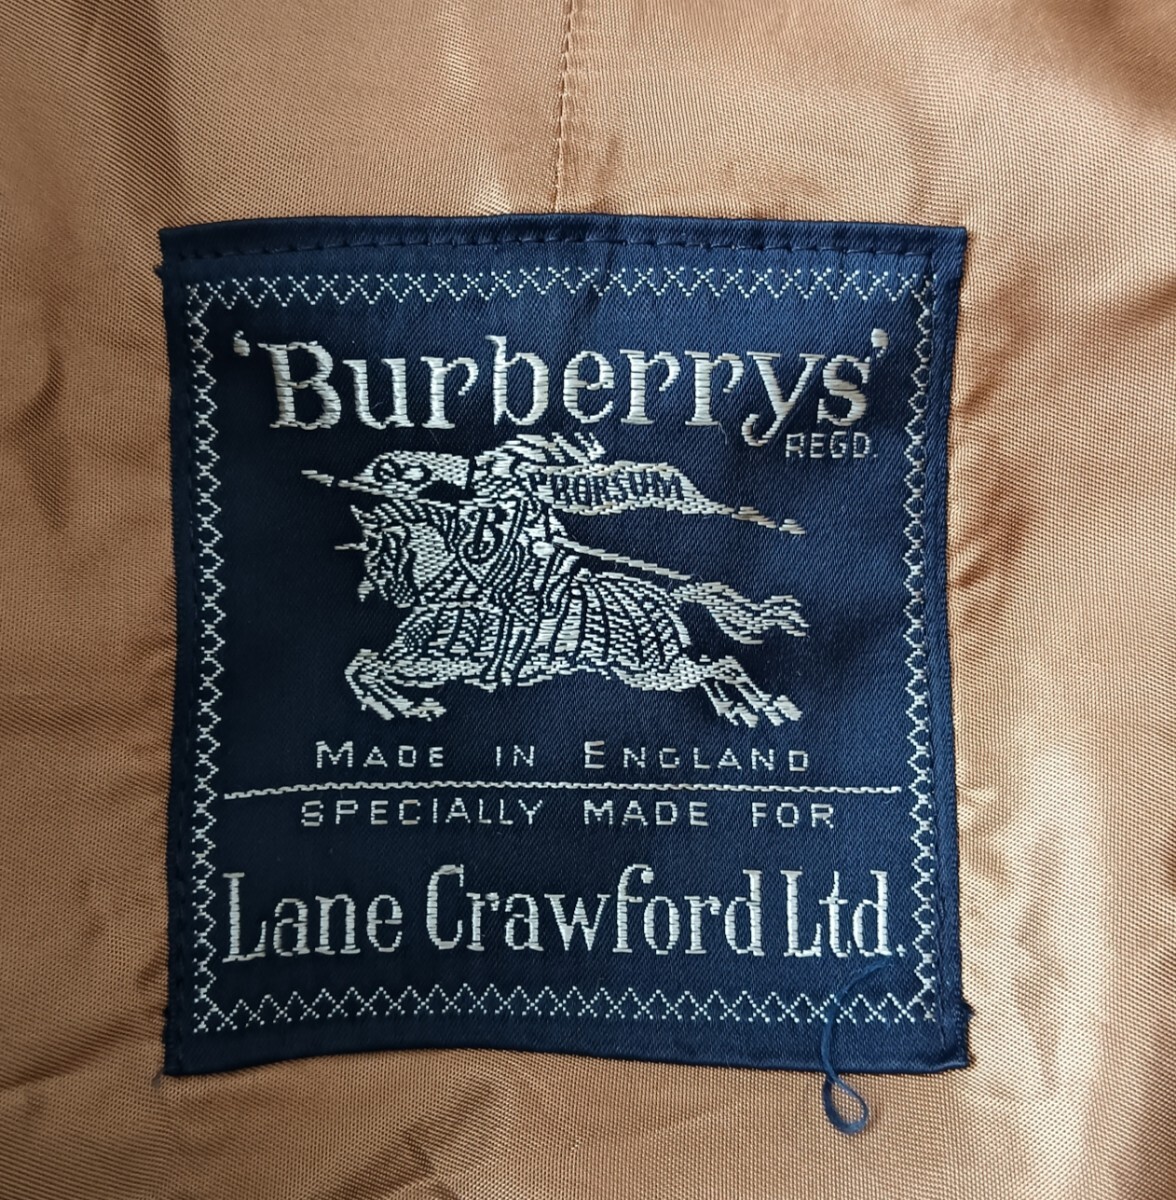 'Burberrys'
REGD.
PRORSUM
B
MADE IN ENGLAND
SPECIALLY MADE FOR
Lane Crawford Ltd.